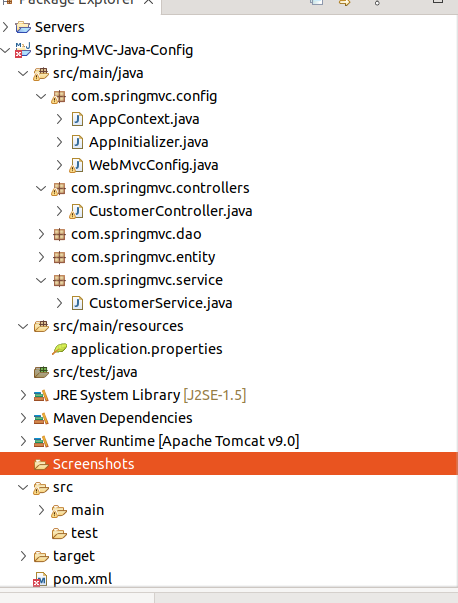 Package Explorer
Servers
Spring-MVC-Java-Config
src/main/java
com.springmvc.config
AppContext.java
AppInitializer.java
WebMvcConfig.java
com.springmvc.controllers
CustomerController.java
com.springmvc.dao
com.springmvc.entity
com.springmvc.service
CustomerService.java
src/main/resources
application.properties
src/test/java
JRE System Library [J2SE-1.5]
Maven Dependencies
Server Runtime [Apache Tomcat v9.0]
Screenshots
src
main
test
target
pom.xml